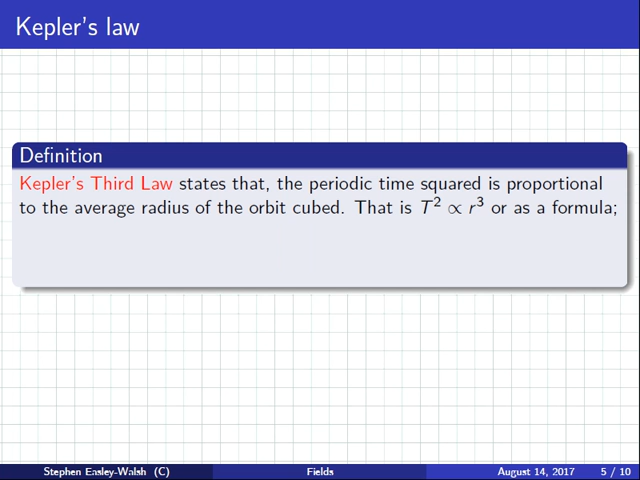 Kepler's law
Definition
Kepler's Third Law states that, the periodic time squared is proportional
to the average radius of the orbit cubed. That is T² ∝ r³ or as a formula;
Stephen Easley-Walsh (C) Fields August 14, 2017 5 / 10